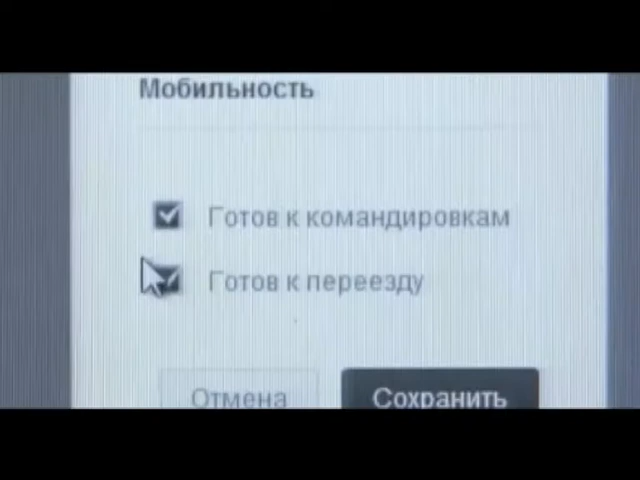 Мобильность
Готов к командировкам
Готов к переезду
Отмена
Сохранить